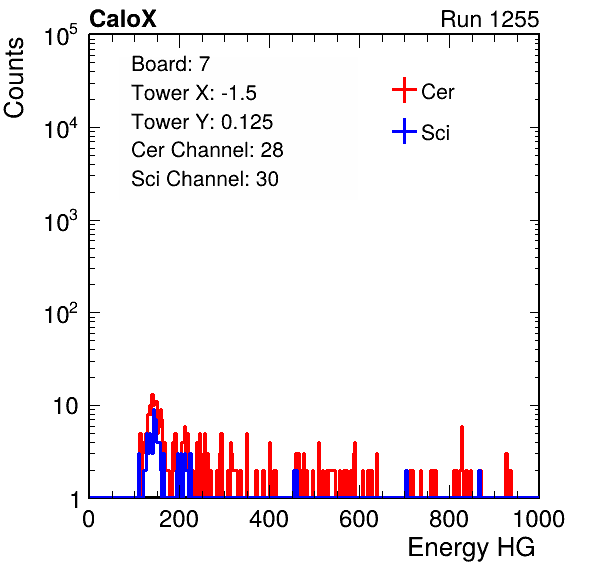 CaloX Run 1255
10^5
Counts
Board: 7
Tower X: -1.5
Tower Y: 0.125
Cer Channel: 28
Sci Channel: 30
Cer
Sci
10^4
10^3
10^2
10
1
0 200 400 600 800 1000
Energy HG